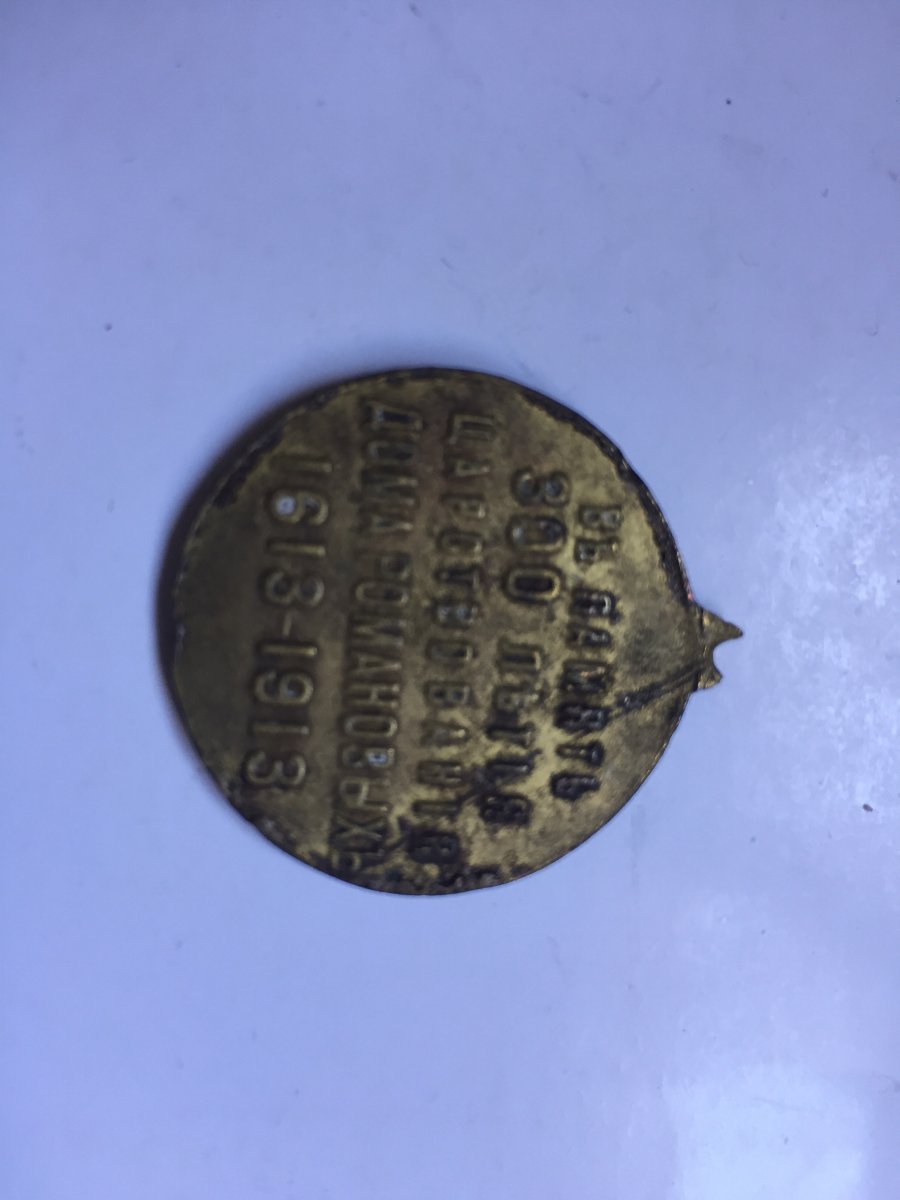 ВЪ ПАМЯТЬ
300 ЛѢТІЯ
ЦАРСТВОВАНІЯ
ДОМА РОМАНОВЫХЪ
1613-1913